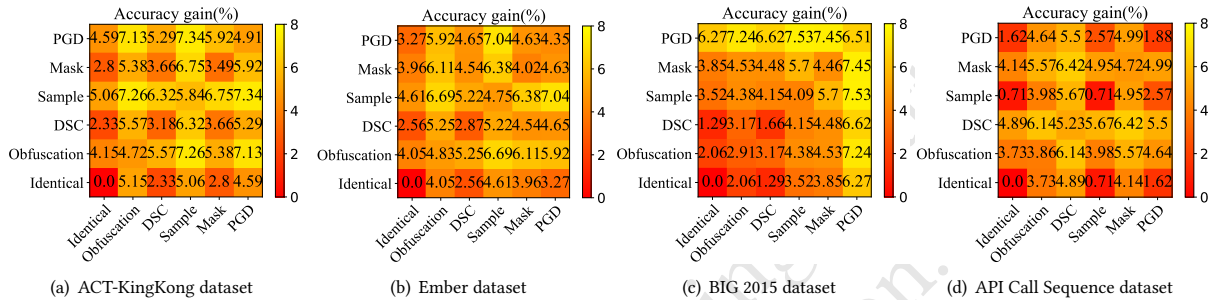 Accuracy gain(%)
PGD 4.59 7.13 5.29 7.34 5.92 4.91
Mask 2.8 5.38 3.66 6.75 3.49 5.92
Sample 5.06 7.26 6.32 5.84 6.75 7.34
DSC 2.33 5.57 3.18 6.32 3.66 5.29
Obfuscation 4.15 4.72 5.57 7.26 5.38 7.13
Identical 0.0 5.15 2.33 5.06 2.8 4.59
Identical Obfuscation DSC Sample Mask PGD
8
6
4
2
0
(a) ACT-KingKong dataset
Accuracy gain(%)
PGD 3.27 5.92 4.65 7.04 4.63 4.35
Mask 3.96 6.11 4.54 6.38 4.02 4.63
Sample 4.61 6.69 5.22 4.75 6.38 7.04
DSC 2.56 5.25 2.87 5.22 4.54 4.65
Obfuscation 4.05 4.83 5.25 6.69 6.11 5.92
Identical 0.0 4.05 2.56 4.61 3.96 3.27
Identical Obfuscation DSC Sample Mask PGD
8
6
4
2
0
(b) Ember dataset
Accuracy gain(%)
PGD 6.27 7.24 6.62 7.53 7.45 6.51
Mask 3.85 4.53 4.48 5.7 4.46 7.45
Sample 3.52 4.38 4.15 4.09 5.7 7.53
DSC 1.29 3.17 1.66 4.15 4.48 6.62
Obfuscation 2.06 2.91 3.17 4.38 4.53 7.24
Identical 0.0 2.06 1.29 3.52 3.85 6.27
Identical Obfuscation DSC Sample Mask PGD
8
6
4
2
0
(c) BIG 2015 dataset
Accuracy gain(%)
PGD 1.62 4.64 5.5 2.57 4.99 1.88
Mask 4.14 5.57 6.42 4.95 4.72 4.99
Sample 0.71 3.98 5.67 0.71 4.95 2.57
DSC 4.89 6.14 5.23 5.67 6.42 5.5
Obfuscation 3.73 3.86 6.14 3.98 5.57 4.64
Identical 0.0 3.73 4.89 0.71 4.14 1.62
Identical Obfuscation DSC Sample Mask PGD
8
6
4
2
0
(d) API Call Sequence dataset